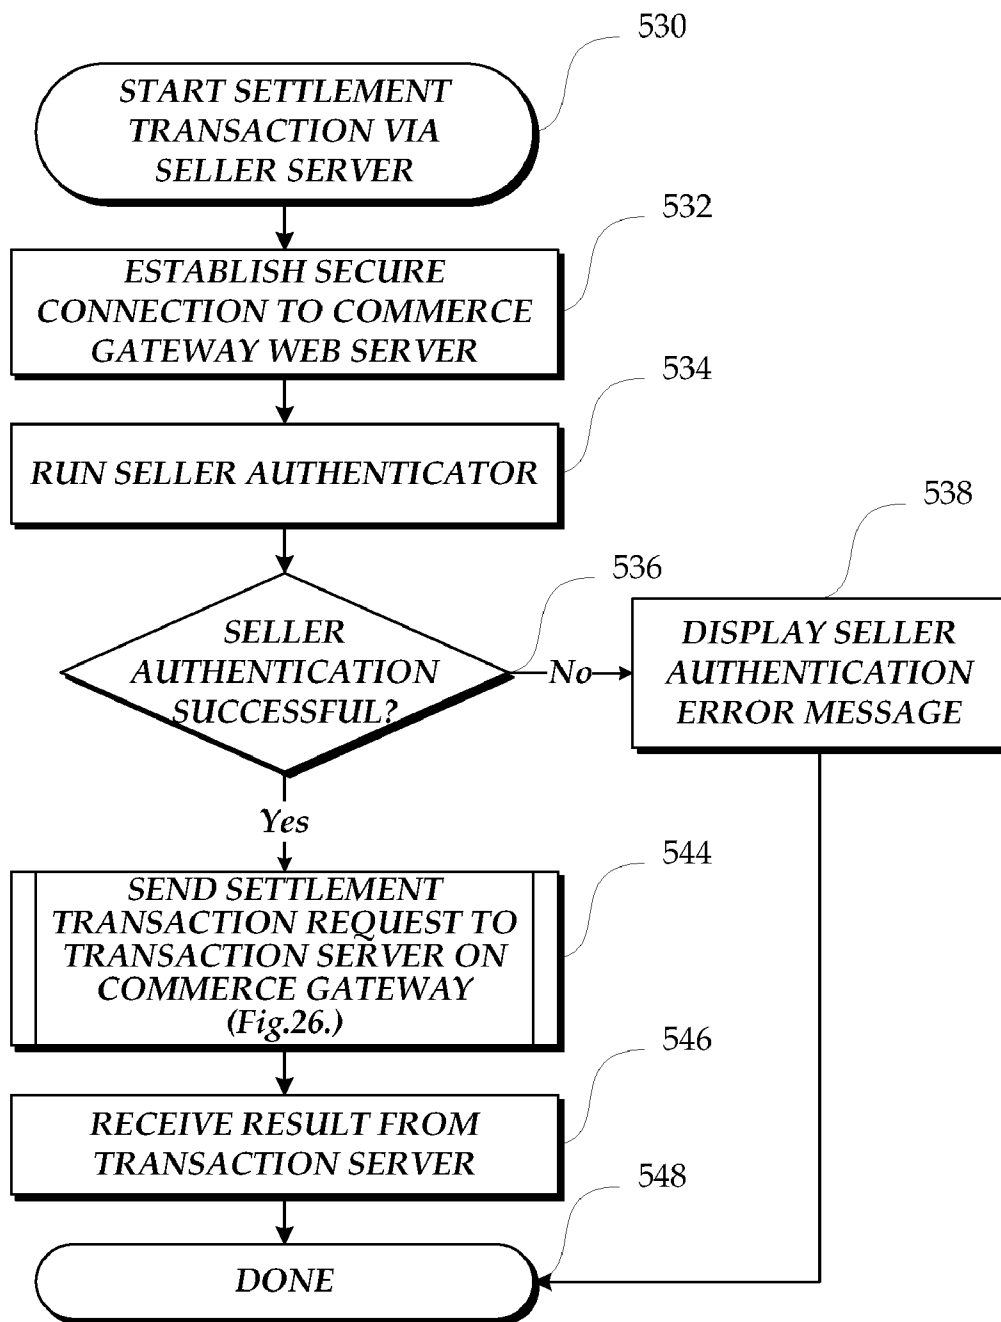 530
START SETTLEMENT
TRANSACTION VIA
SELLER SERVER
532
ESTABLISH SECURE
CONNECTION TO COMMERCE
GATEWAY WEB SERVER
534
RUN SELLER AUTHENTICATOR
536
SELLER
AUTHENTICATION
SUCCESSFUL?
No
538
DISPLAY SELLER
AUTHENTICATION
ERROR MESSAGE
Yes
544
SEND SETTLEMENT
TRANSACTION REQUEST TO
TRANSACTION SERVER ON
COMMERCE GATEWAY
(Fig.26.)
546
RECEIVE RESULT FROM
TRANSACTION SERVER
548
DONE